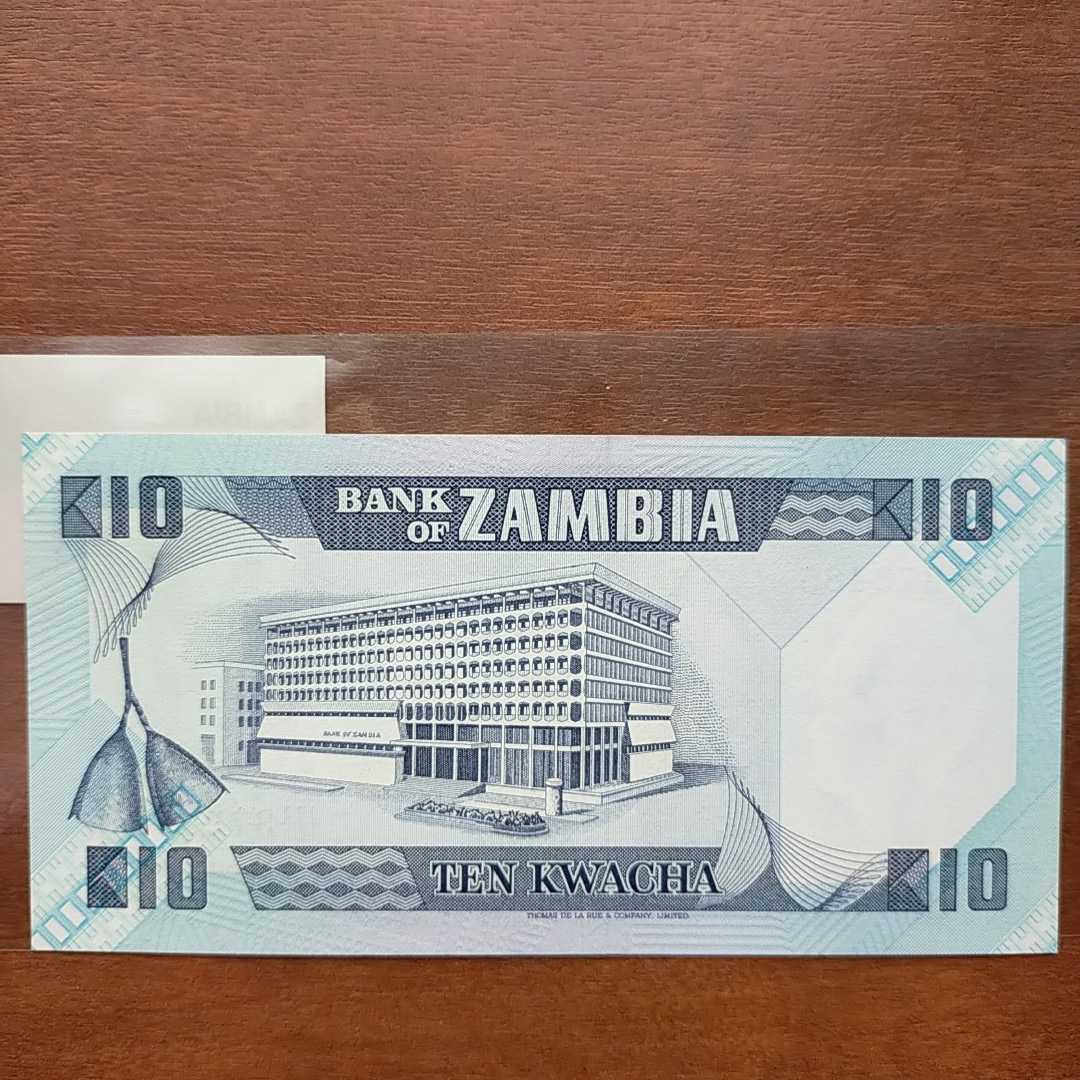 K10
BANK OF ZAMBIA
K10
BANK OF ZAMBIA
K10
TEN KWACHA
K10
THOMAS DE LA RUE & COMPANY, LIMITED